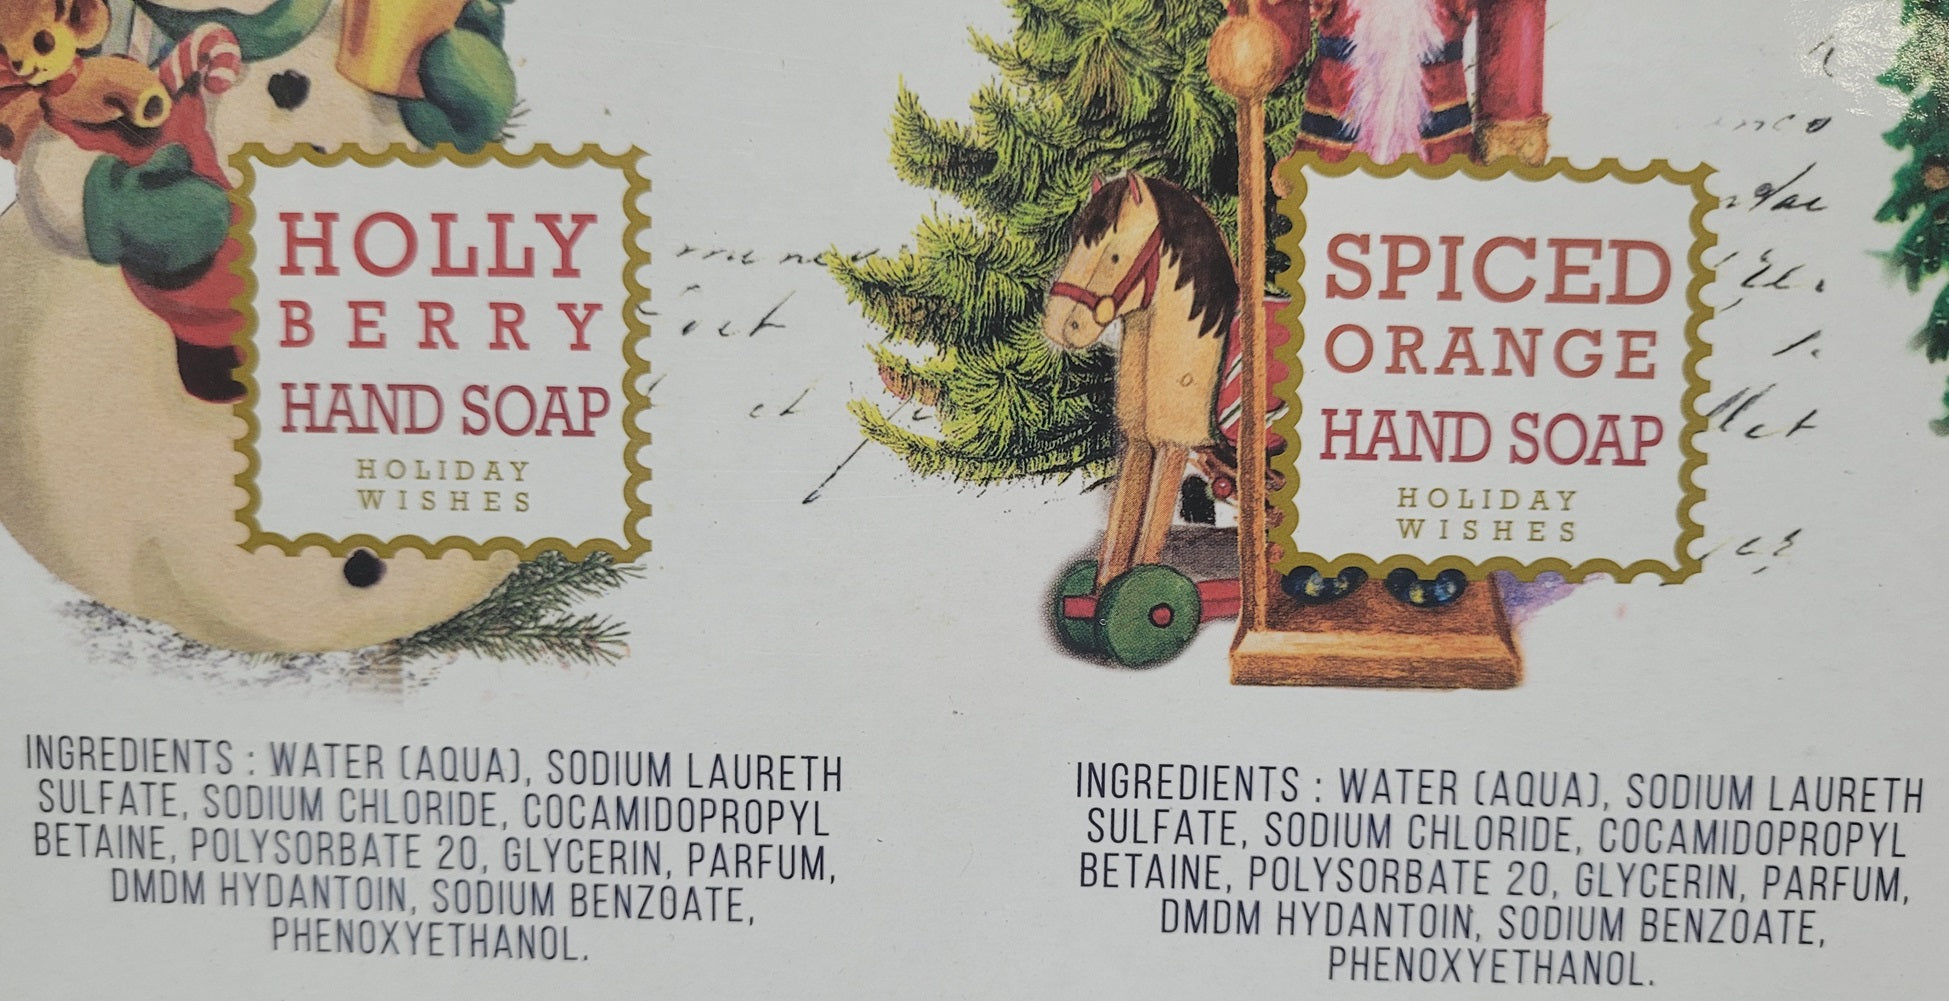 HOLLY
BERRY
HAND SOAP
HOLIDAY
WISHES
INGREDIENTS : WATER (AQUA), SODIUM LAURETH
SULFATE, SODIUM CHLORIDE, COCAMIDOPROPYL
BETAINE, POLYSORBATE 20, GLYCERIN, PARFUM,
DMDM HYDANTOIN, SODIUM BENZOATE,
PHENOXYETHANOL.
SPICED
ORANGE
HAND SOAP
HOLIDAY
WISHES
INGREDIENTS : WATER (AQUA), SODIUM LAURETH
SULFATE, SODIUM CHLORIDE, COCAMIDOPROPYL
BETAINE, POLYSORBATE 20, GLYCERIN, PARFUM,
DMDM HYDANTOIN, SODIUM BENZOATE,
PHENOXYETHANOL.